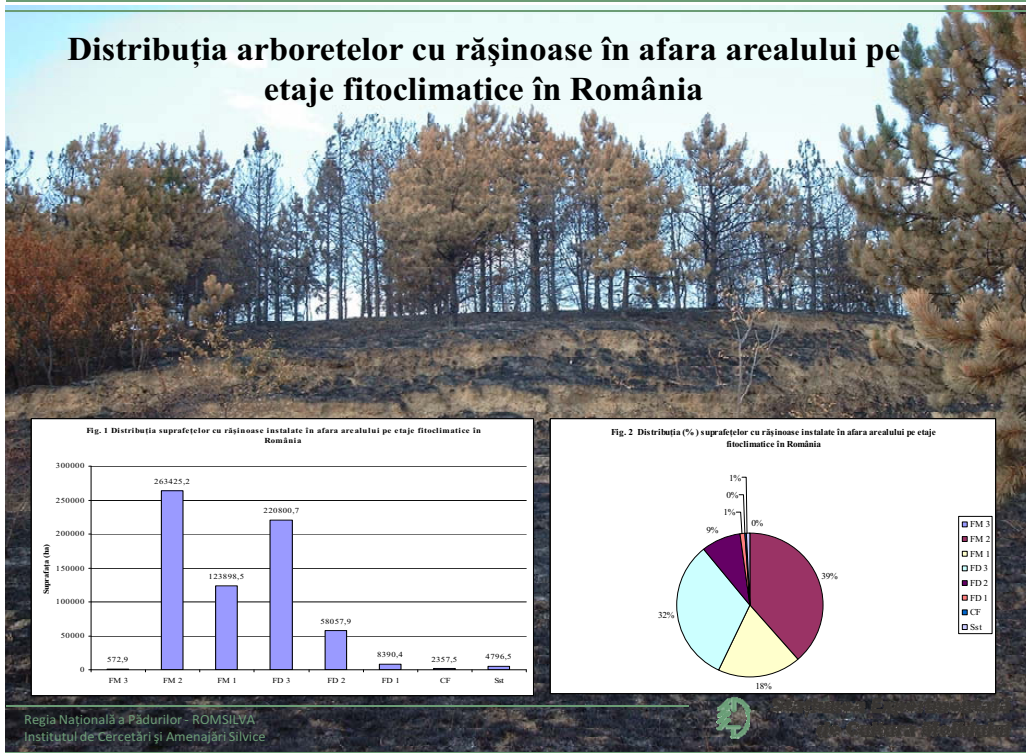 Distribuția arboretelor cu rășinoase în afara arealului pe
etaje fitoclimatice în România
Fig. 1 Distribuția suprafețelor cu rășinoase instalate în afara arealului pe etaje fitoclimatice în
România
Suprafața (ha)
300000
250000
200000
150000
100000
50000
0
572,9
263425,2
123898,5
220800,7
58057,9
8390,4
2357,5
4796,5
FM 3
FM 2
FM 1
FD 3
FD 2
FD 1
CF
Sst
Fig. 2 Distribuția (%) suprafețelor cu rășinoase instalate în afara arealului pe etaje
fitoclimatice în România
1%
0%
1%
0%
9%
39%
32%
18%
FM 3
FM 2
FM 1
FD 3
FD 2
FD 1
CF
Sst
Regia Națională a Pădurilor - ROMSILVA
Institutul de Cercetări și Amenajări Silvice